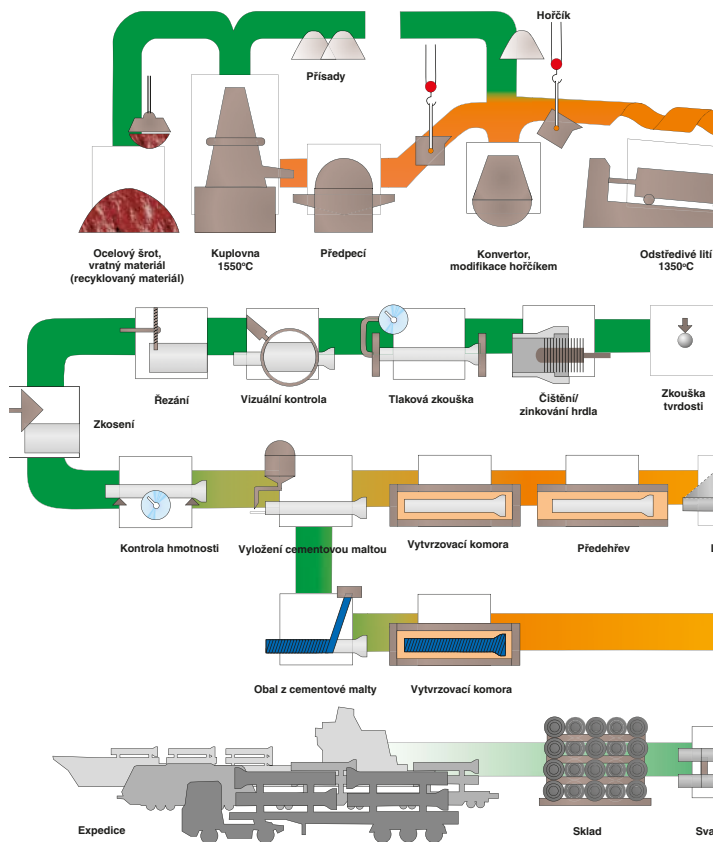 Hořčík
Přísady
Ocelový šrot,
vratný materiál
(recyklovaný materiál)
Kuplovna
1550°C
Předpecí
Konvertor,
modifikace hořčíkem
Odstředivé lití
1350°C
Řezání
Vizuální kontrola
Tlaková zkouška
Čištění/
zinkování hrdla
Zkouška
tvrdosti
Zkosení
Kontrola hmotnosti
Vyložení cementovou maltou
Vytvrzovací komora
Předehřev
Obal z cementové malty
Vytvrzovací komora
Expedice
Sklad
Sva